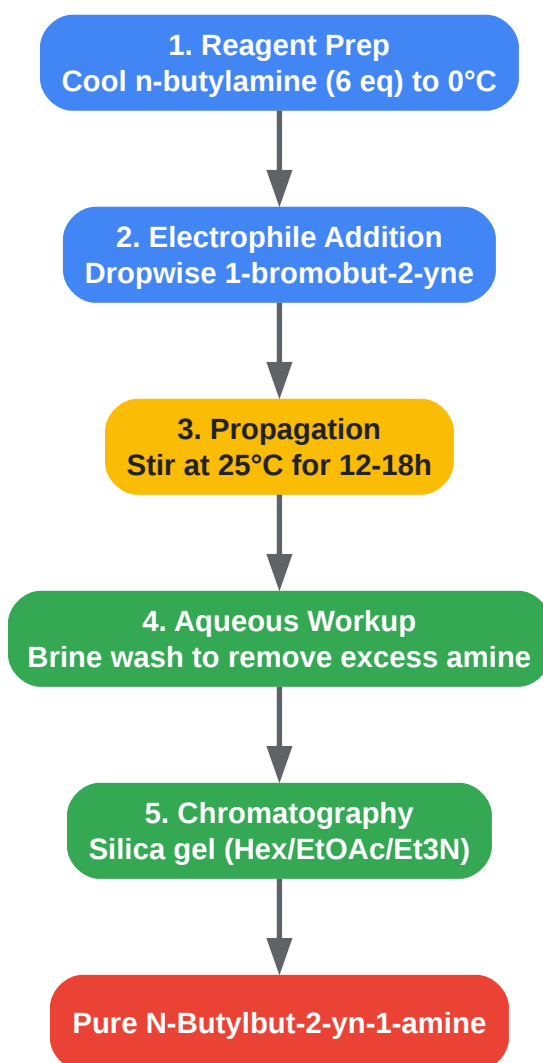 1. Reagent Prep
Cool n-butylamine (6 eq) to 0°C
2. Electrophile Addition
Dropwise 1-bromobut-2-yne
3. Propagation
Stir at 25°C for 12-18h
4. Aqueous Workup
Brine wash to remove excess amine
5. Chromatography
Silica gel (Hex/EtOAc/Et3N)
Pure N-Butylbut-2-yn-1-amine